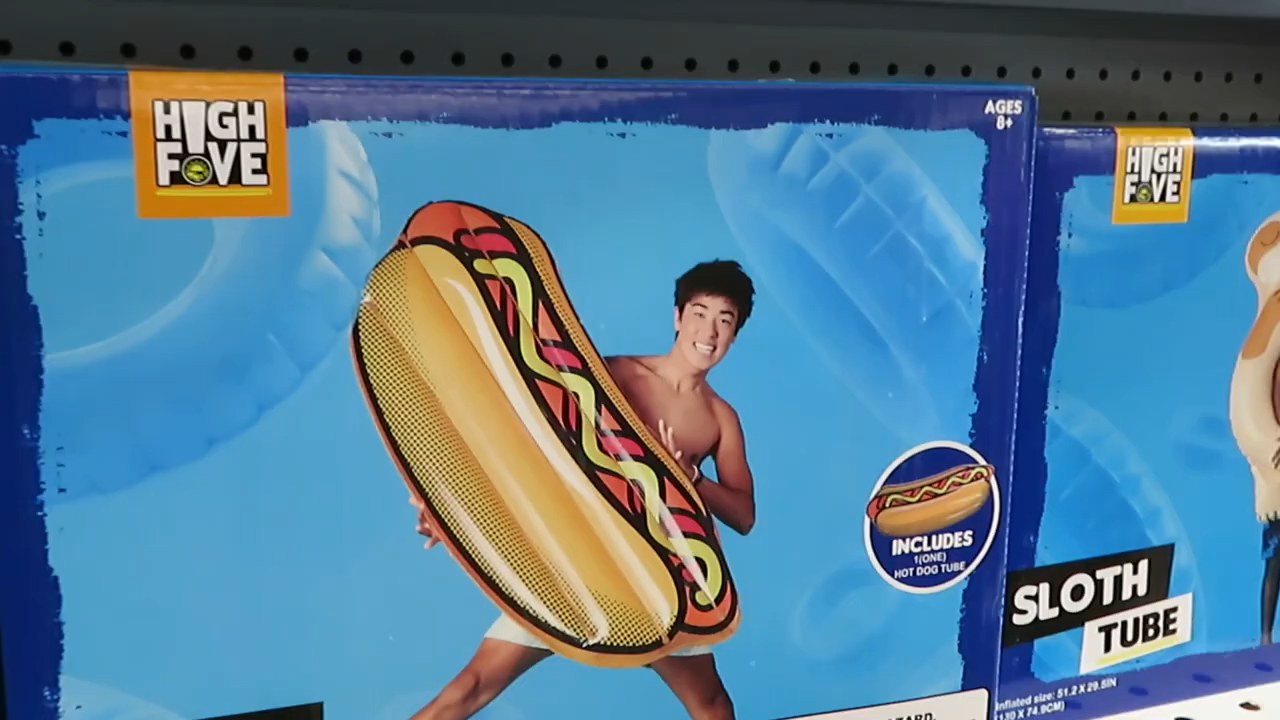 HIGH
FIVE
AGES
8+
INCLUDES
1(ONE)
HOT DOG TUBE
HIGH
FIVE
SLOTH
TUBE
Inflated size: 51.2 X 29.5IN
(130 X 74.9CM)